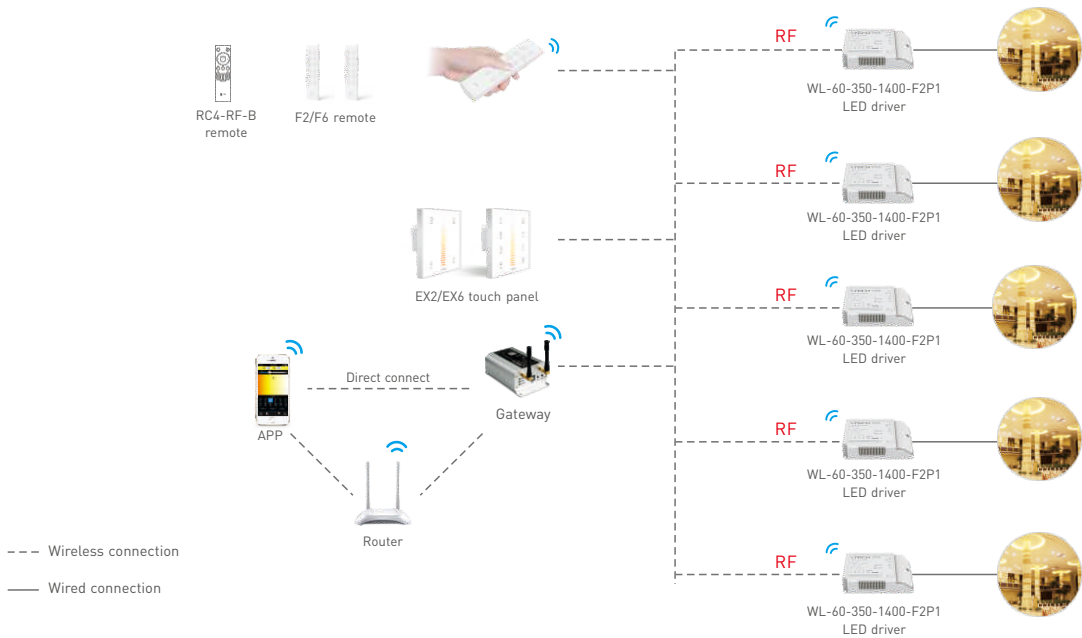 RF
WL-60-350-1400-F2P1
LED driver
RC4-RF-B
remote
F2/F6 remote
RF
WL-60-350-1400-F2P1
LED driver
EX2/EX6 touch panel
RF
WL-60-350-1400-F2P1
LED driver
Direct connect
Gateway
APP
RF
WL-60-350-1400-F2P1
LED driver
Router
Wireless connection
Wired connection
RF
WL-60-350-1400-F2P1
LED driver